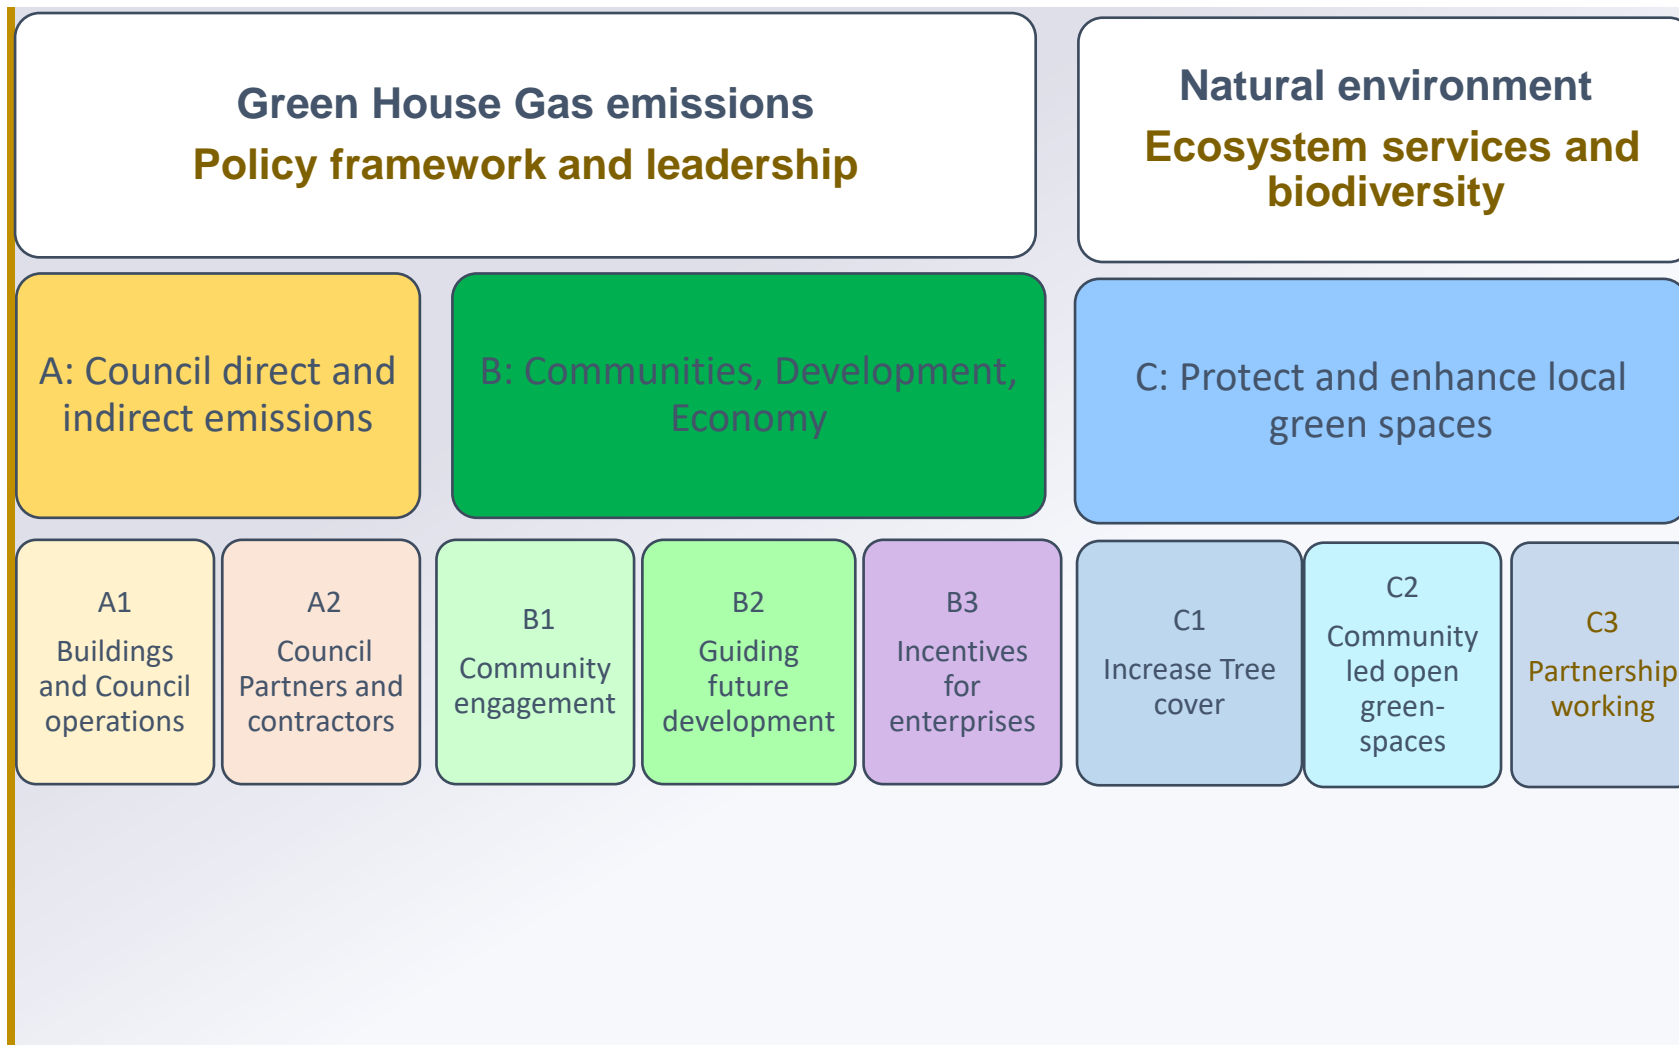 Green House Gas emissions
Policy framework and leadership
Natural environment
Ecosystem services and
biodiversity
A: Council direct and
indirect emissions
B: Communities, Development,
Economy
C: Protect and enhance local
green spaces
A1
Buildings
and Council
operations
A2
Council
Partners and
contractors
B1
Community
engagement
B2
Guiding
future
development
B3
Incentives
for
enterprises
C1
Increase Tree
cover
C2
Community
led open
green-
spaces
C3
Partnership
working